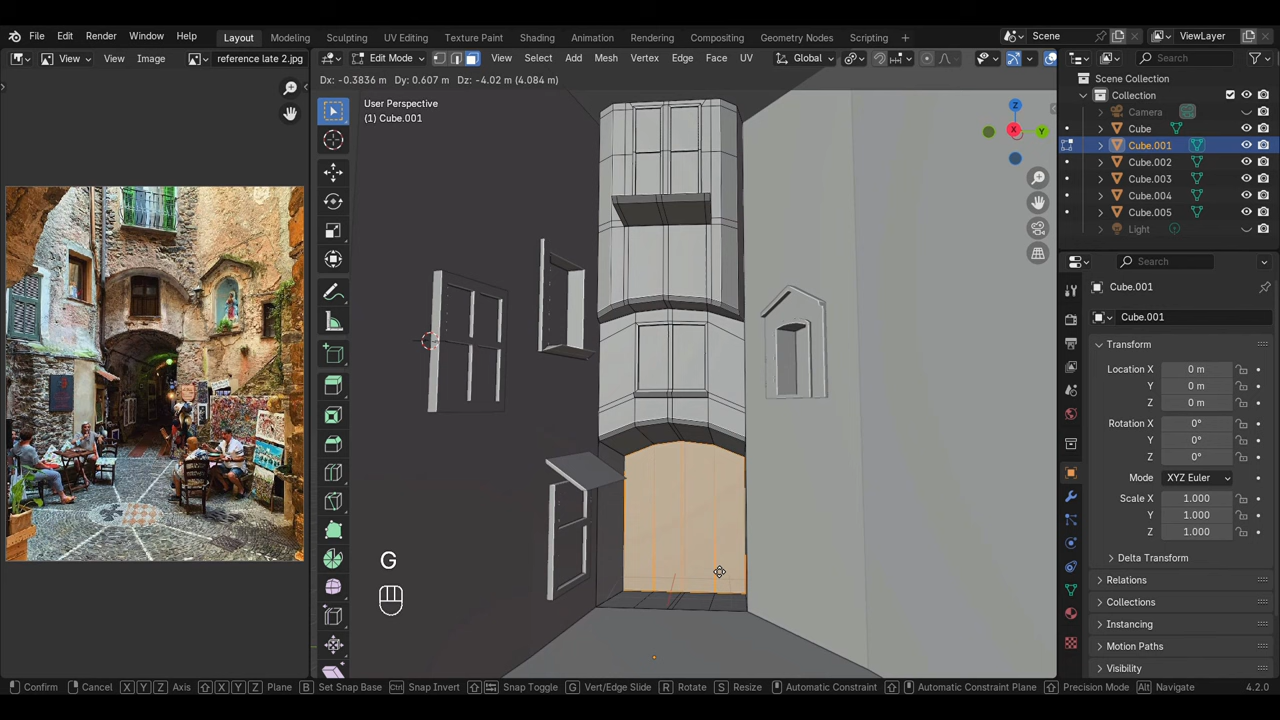 File Edit Render Window Help Layout Modeling Sculpting UV Editing Texture Paint Shading Animation Rendering Compositing Geometry Nodes Scripting + Scene ViewLayer
View View Image reference late 2.jpg Edit Mode View Select Add Mesh Vertex Edge Face UV Global Search
Dx: -0.3836 m Dy: 0.607 m Dz: -4.02 m (4.084 m)
User Perspective
(1) Cube.001
Z
X
Y
G
Scene Collection
Collection
Camera
Cube
Cube.001
Cube.002
Cube.003
Cube.004
Cube.005
Light
Search
Cube.001
Cube.001
Transform
Location X 0 m
Y 0 m
Z 0 m
Rotation X 0°
Y 0°
Z 0°
Mode XYZ Euler
Scale X 1.000
Y 1.000
Z 1.000
Delta Transform
Relations
Collections
Instancing
Motion Paths
Visibility
Confirm Cancel X Y Z Axis X Y Z Plane B Set Snap Base Ctrl Snap Invert Snap Toggle G Vert/Edge Slide R Rotate S Resize Automatic Constraint Automatic Constraint Plane Precision Mode Alt Navigate 4.2.0